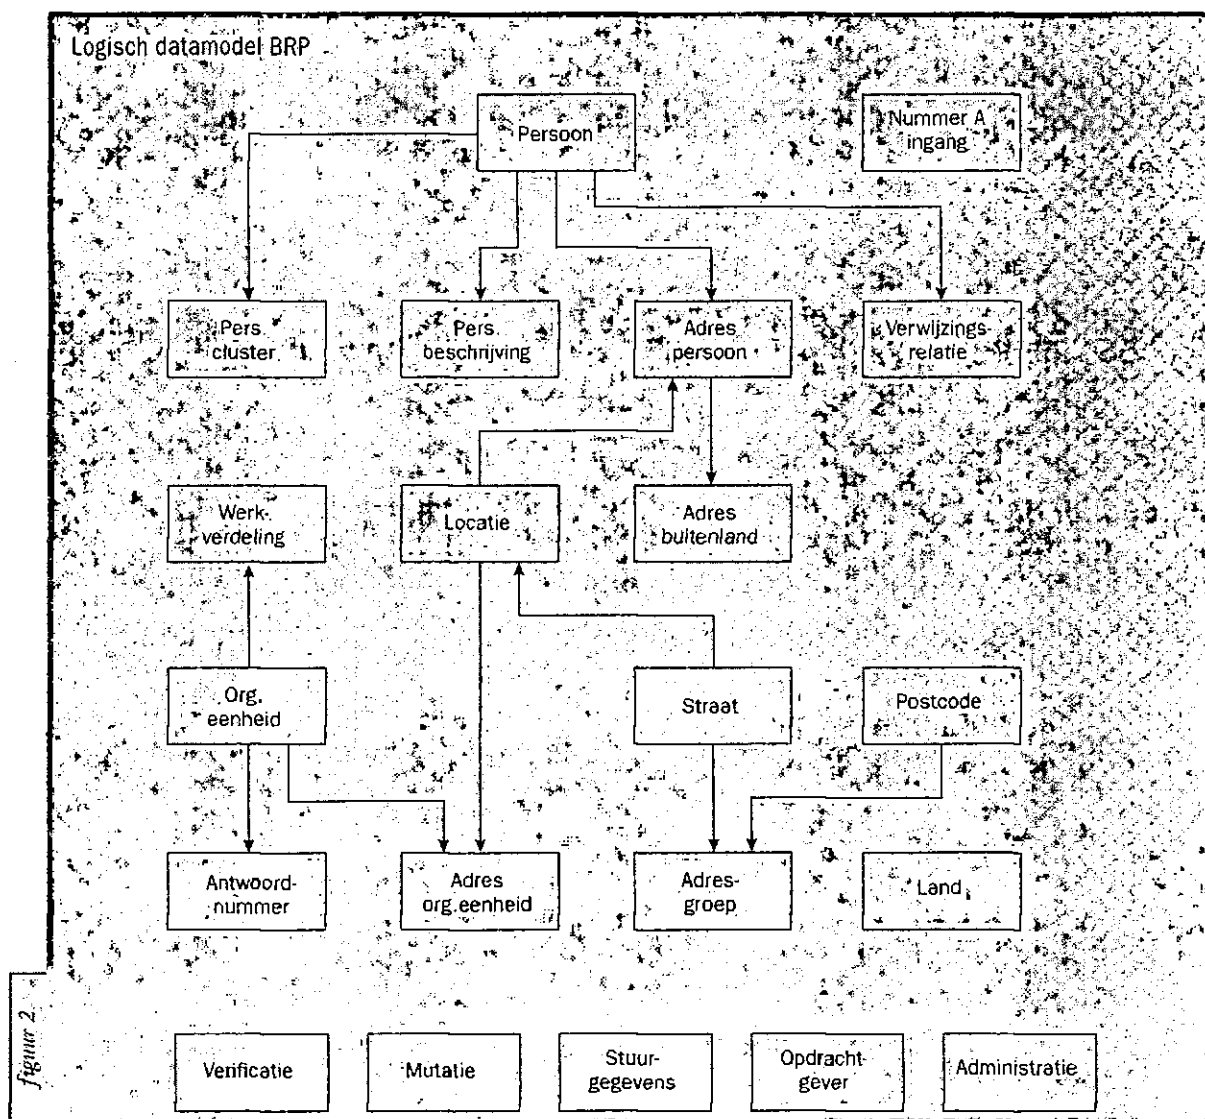 Logisch datamodel BRP
Persoon
Nummer A
ingang
Pers.
cluster
Pers.
beschrijving
Adres
persoon
Verwijzings-
relatie
Werk-
verdeling
Locatie
Adres
buitenland
Org.
eenheid
Straat
Postcode
Antwoord-
nummer
Adres
org.eenheid
Adres-
groep
Land
figuur 2
Verificatie
Mutatie
Stuur-
gegevens
Opdracht-
gever
Administratie